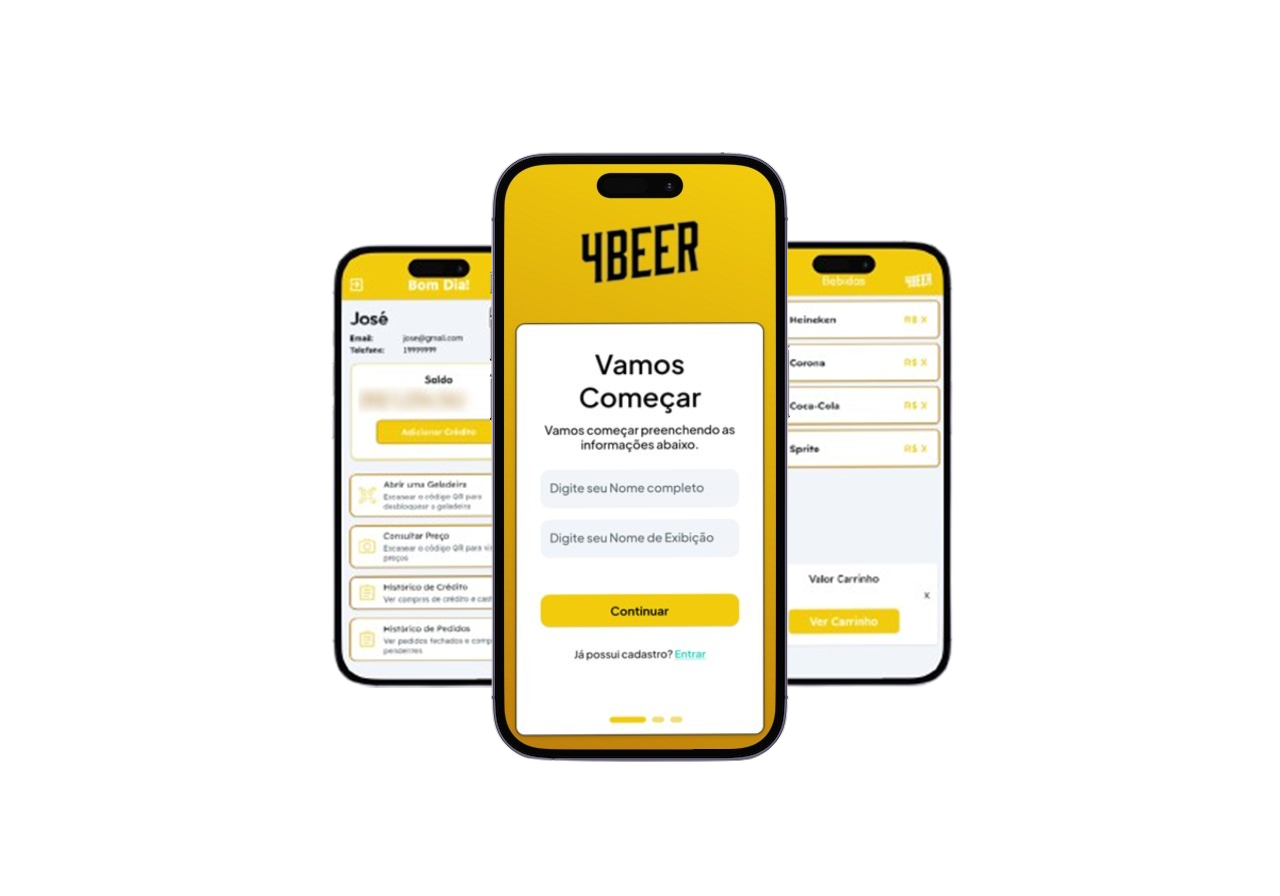 Bom Dia!
José
Email: jose@gmail.com
Telefone: 19999999
Saldo
Adicionar Crédito
Abrir uma Geladeira
Escanear o código QR para
desbloquear a geladeira
Consultar Preço
Escanear o código QR para
preços
Histórico de Crédito
Ver compras de crédito e
Histórico de Pedidos
Ver pedidos fechados e
pendentes
4BEER
Vamos
Começar
Vamos começar preenchendo as
informações abaixo.
Digite seu Nome completo
Digite seu Nome de Exibição
Continuar
Já possui cadastro? Entrar
Bebidas 4BEER
Heineken R$ X
Corona R$ X
Coca-Cola R$ X
Sprite R$ X
Valor Carrinho
X
Ver Carrinho